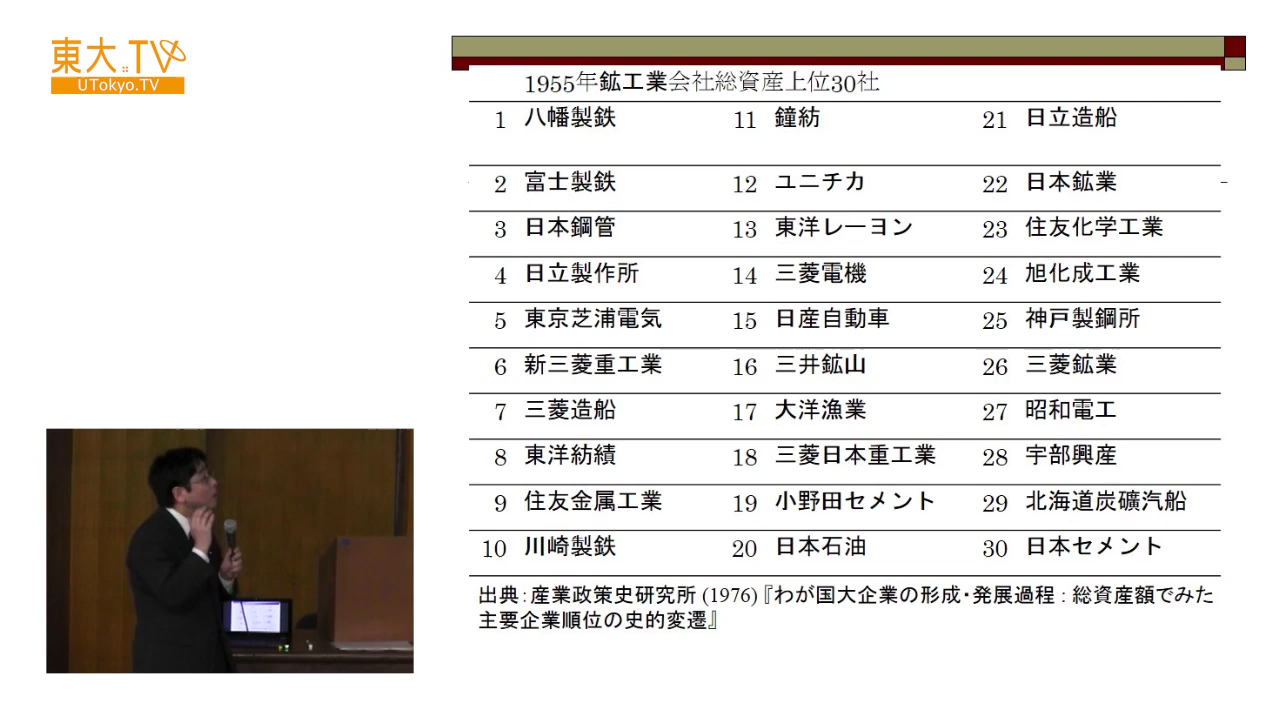 東大.TV
UTokyo.TV
1955年鉱工業会社総資産上位30社
1 八幡製鉄 11 鐘紡 21 日立造船
2 富士製鉄 12 ユニチカ 22 日本鉱業
3 日本鋼管 13 東洋レーヨン 23 住友化学工業
4 日立製作所 14 三菱電機 24 旭化成工業
5 東京芝浦電気 15 日産自動車 25 神戸製鋼所
6 新三菱重工業 16 三井鉱山 26 三菱鉱業
7 三菱造船 17 大洋漁業 27 昭和電工
8 東洋紡績 18 三菱日本重工業 28 宇部興産
9 住友金属工業 19 小野田セメント 29 北海道炭礦汽船
10 川崎製鉄 20 日本石油 30 日本セメント
出典：産業政策史研究所 (1976)『わが国大企業の形成・発展過程：総資産額でみた
主要企業順位の史的変遷』